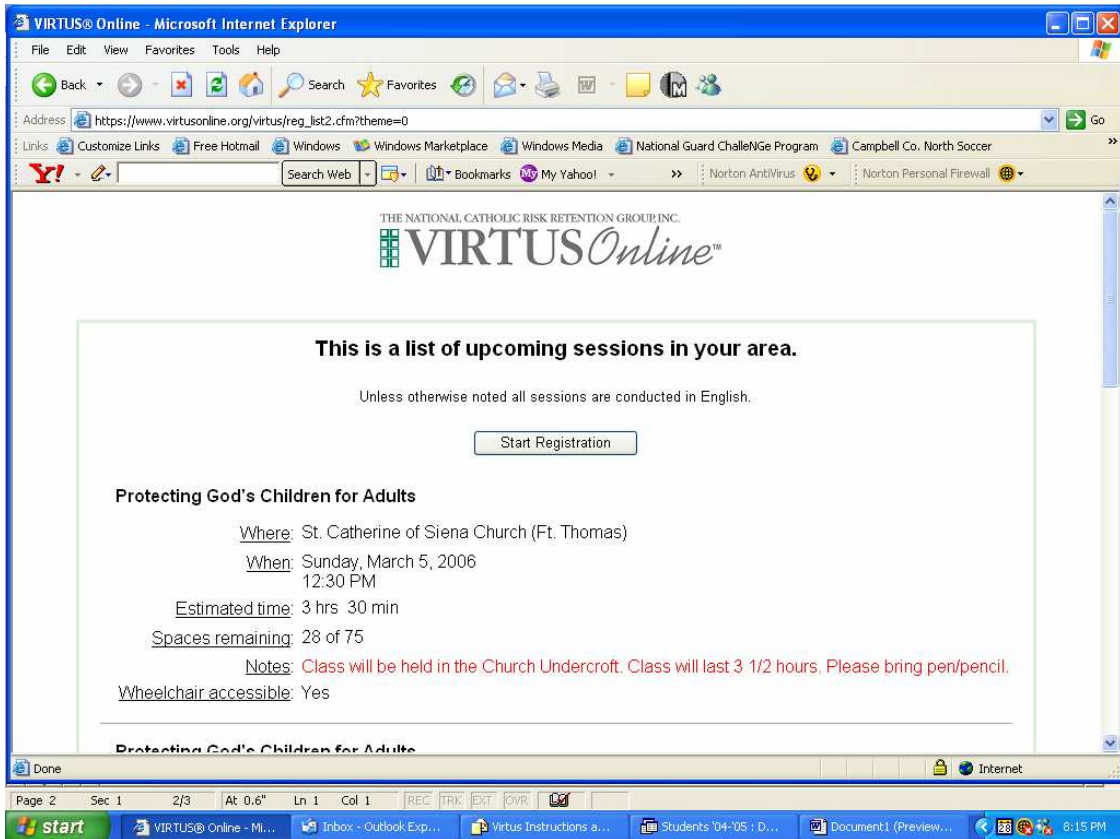 VIRTUS® Online - Microsoft Internet Explorer
File Edit View Favorites Tools Help
Back Search Favorites
Address https://www.virtusonline.org/virtus/reg_list2.cfm?theme=0 Go
Links Customize Links Free Hotmail Windows Windows Marketplace Windows Media National Guard ChalleNGe Program Campbell Co. North Soccer »
Y! Search Web Bookmarks My Yahoo! » Norton AntiVirus Norton Personal Firewall
THE NATIONAL CATHOLIC RISK RETENTION GROUP, INC.
VIRTUS Online™
This is a list of upcoming sessions in your area.
Unless otherwise noted all sessions are conducted in English.
Start Registration
Protecting God's Children for Adults
Where: St. Catherine of Siena Church (Ft. Thomas)
When: Sunday, March 5, 2006
12:30 PM
Estimated time: 3 hrs 30 min
Spaces remaining: 28 of 75
Notes: Class will be held in the Church Undercroft. Class will last 3 1/2 hours. Please bring pen/pencil.
Wheelchair accessible: Yes
Protecting God's Children for Adults
Done Internet
Page 2 Sec 1 2/3 At 0.6" Ln 1 Col 1 REC TRK EXT OVR
start VIRTUS® Online - Mi... Inbox - Outlook Exp... Virtus Instructions a... Students '04-'05 : D... Document1 (Preview... 28 8:15 PM